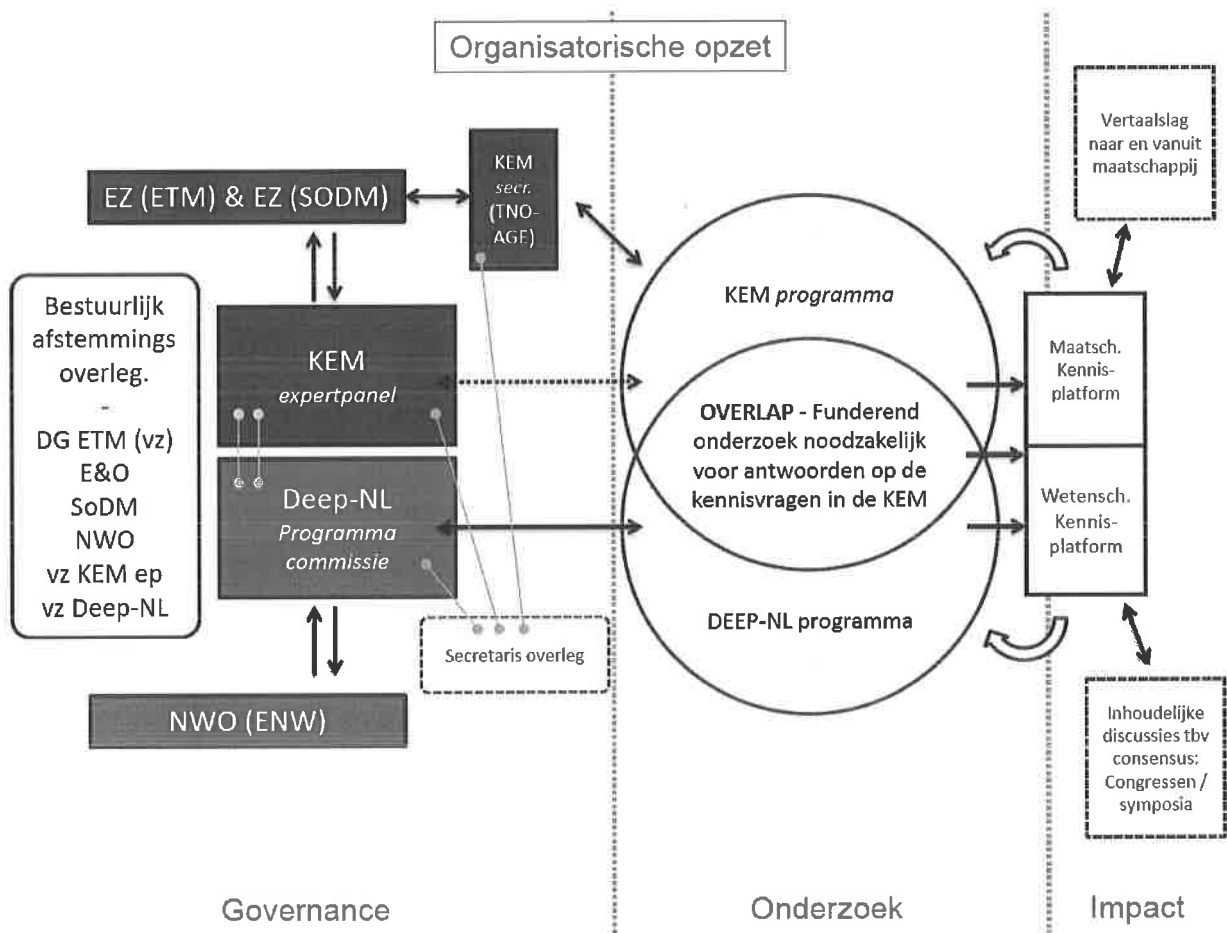 Organisatorische opzet
EZ (ETM) & EZ (SODM)
KEM
secr.
(TNO-
AGE)
Bestuurlijk
afstemmings
overleg.
-
DG ETM (vz)
E&O
SoDM
NWO
vz KEM ep
vz Deep-NL
KEM
expertpanel
Deep-NL
Programma
commissie
Secretaris overleg
NWO (ENW)
KEM programma
OVERLAP - Funderend
onderzoek noodzakelijk
voor antwoorden op de
kennisvragen in de KEM
DEEP-NL programma
Vertaalslag
naar en vanuit
maatschappij
Maatsch.
Kennis-
platform
Wetensch.
Kennis-
platform
Inhoudelijke
discussies tbv
consensus:
Congressen /
symposia
Governance
Onderzoek
Impact